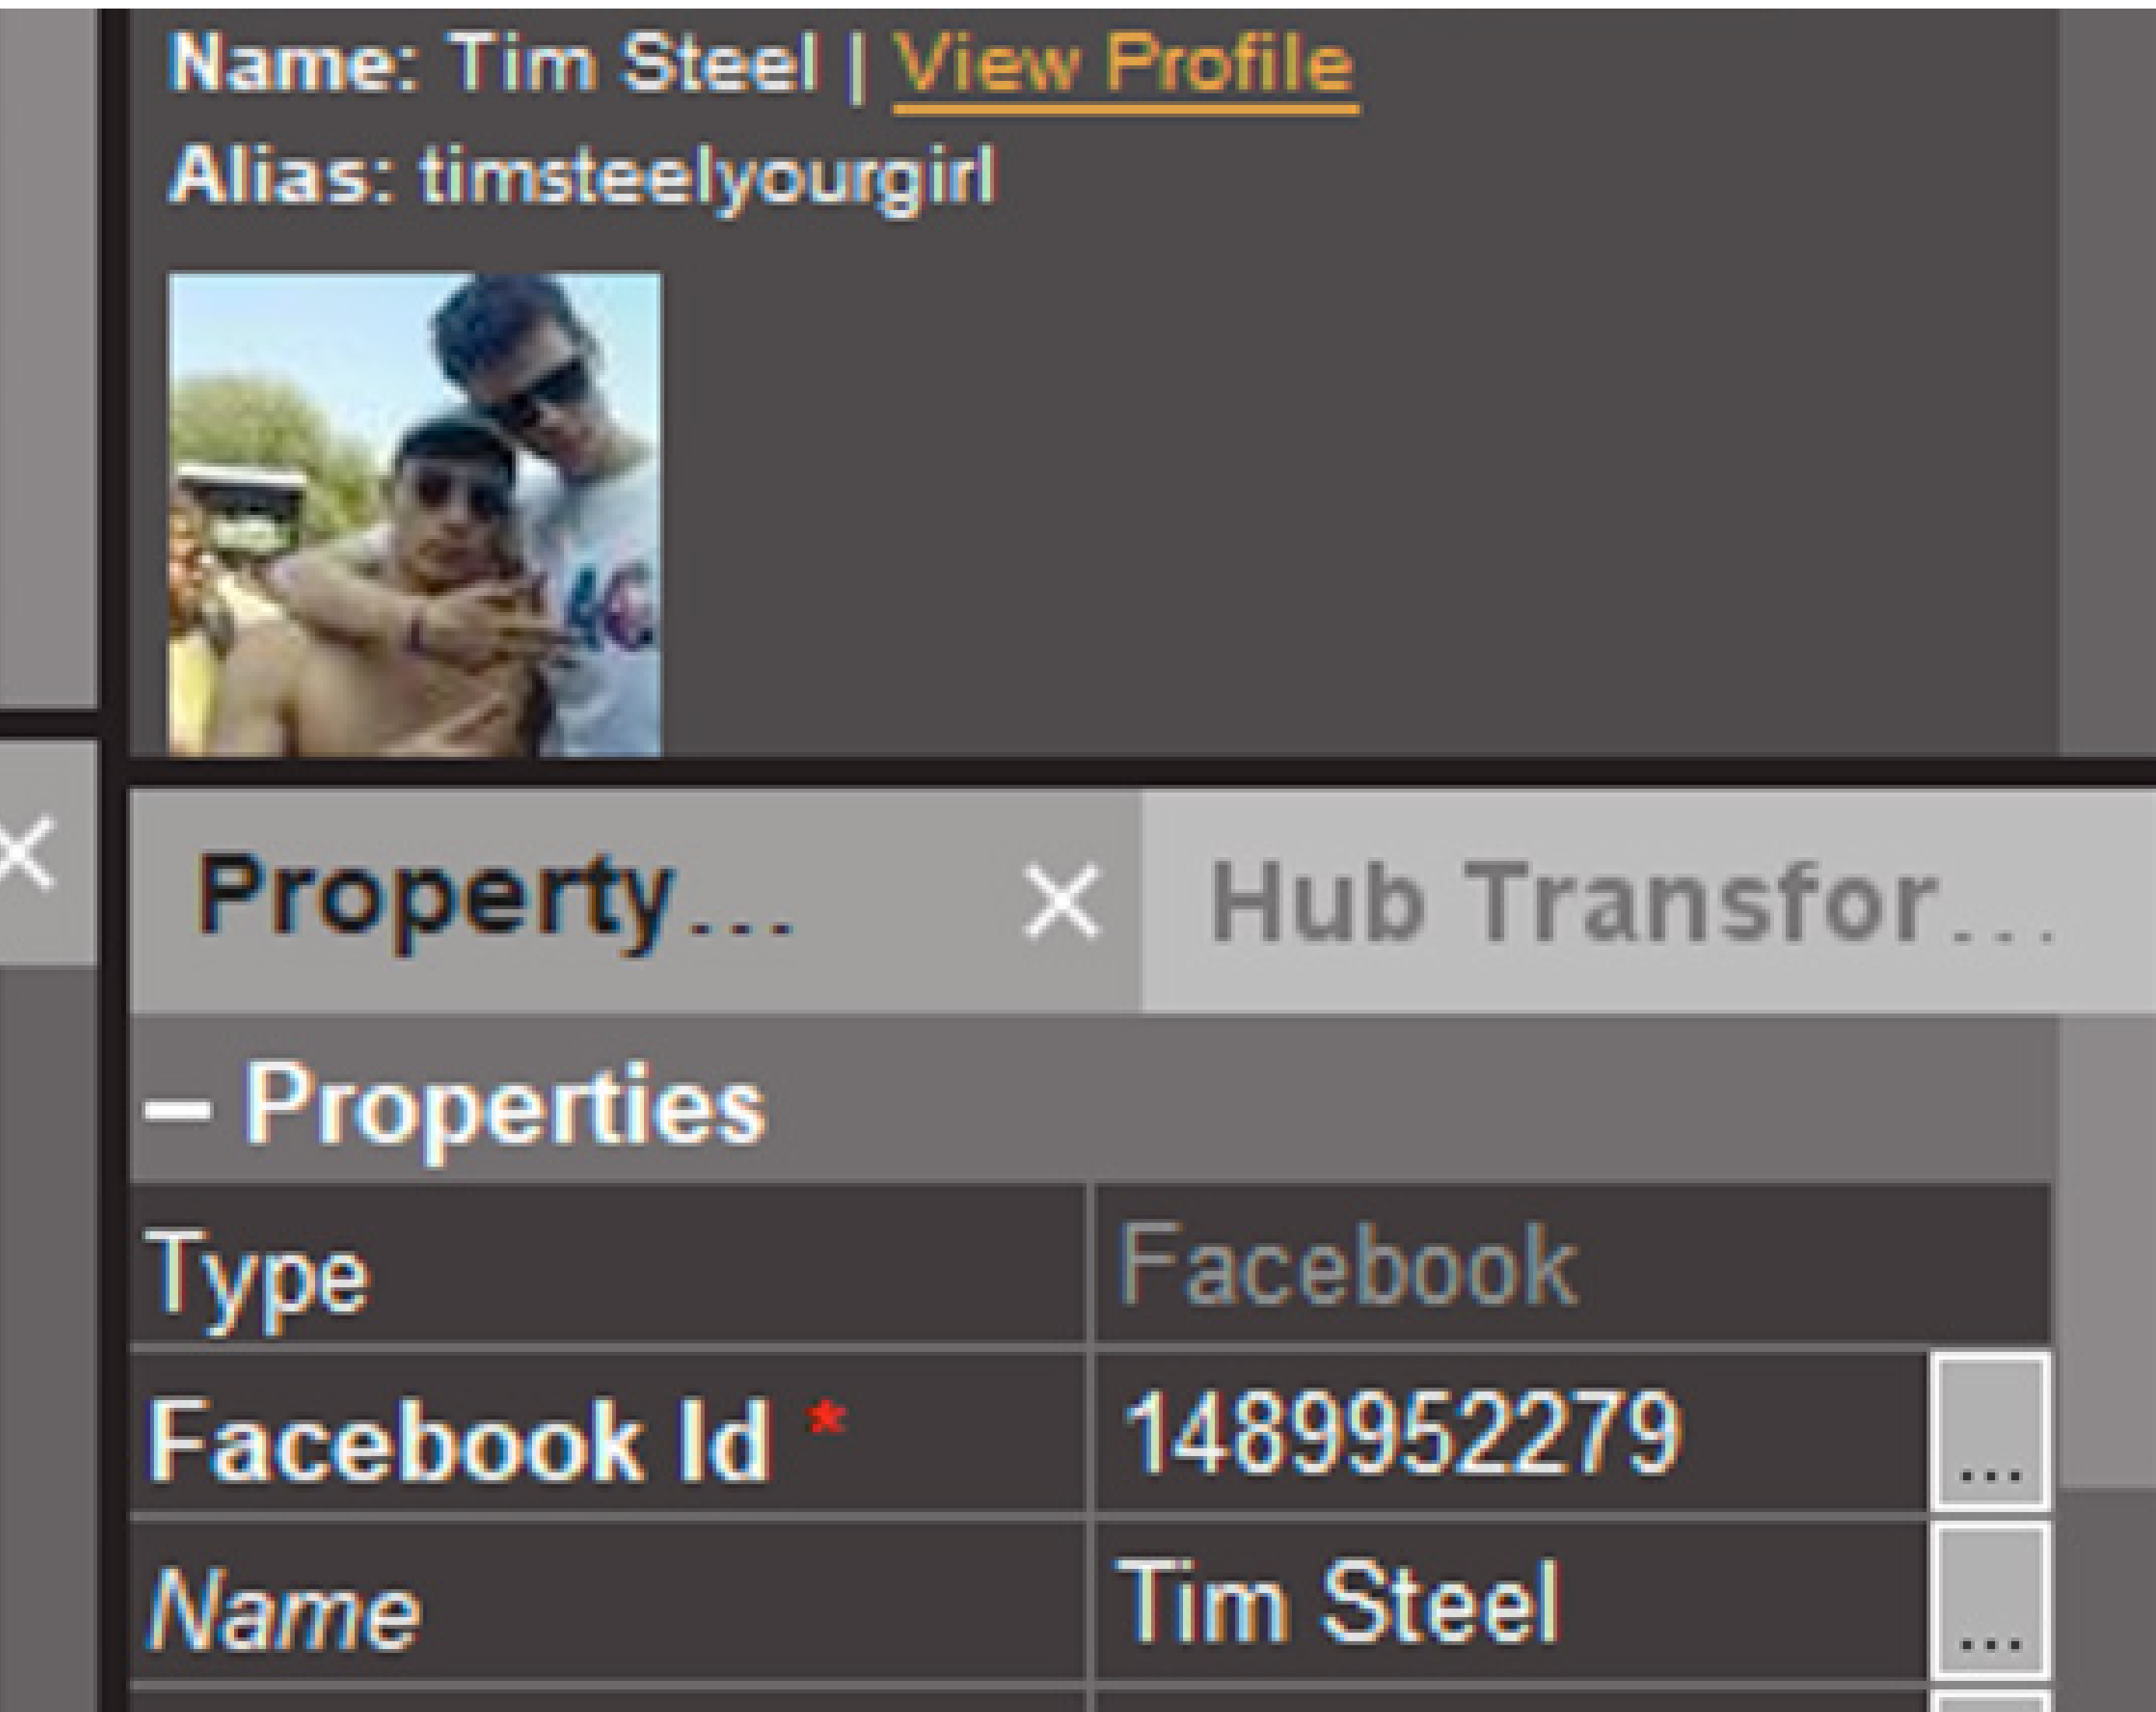 Name: Tim Steel | View Profile
Alias: timsteelyourgirl
Property... Hub Transfor...
– Properties
Type Facebook
Facebook Id * 1489952279 ...
Name Tim Steel ...